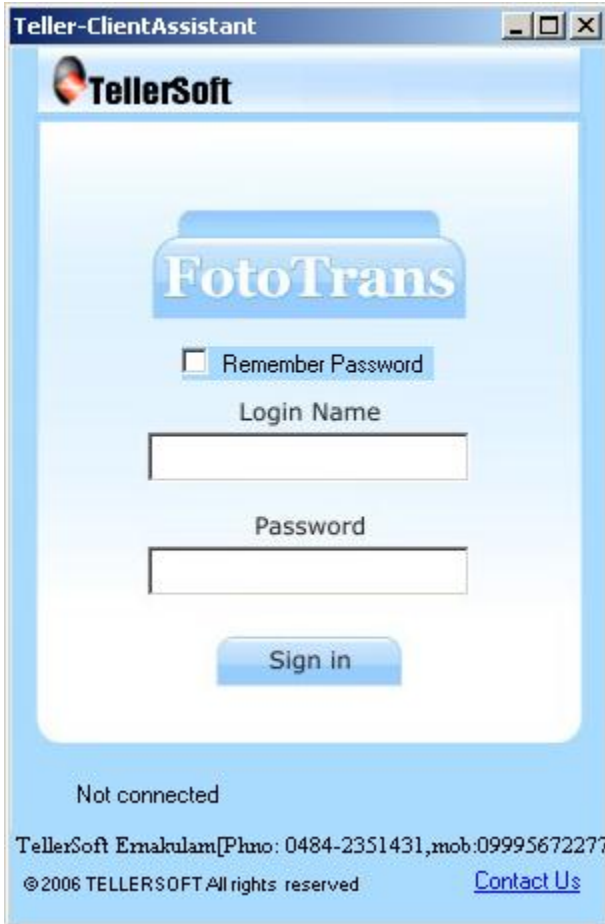 Teller-ClientAssistant
TellerSoft
FotoTrans
Remember Password
Login Name
Password
Sign in
Not connected
TellerSoft Ernakulam[Phno: 0484-2351431,mob:09995672277
©2006 TELLERSOFT All rights reserved Contact Us